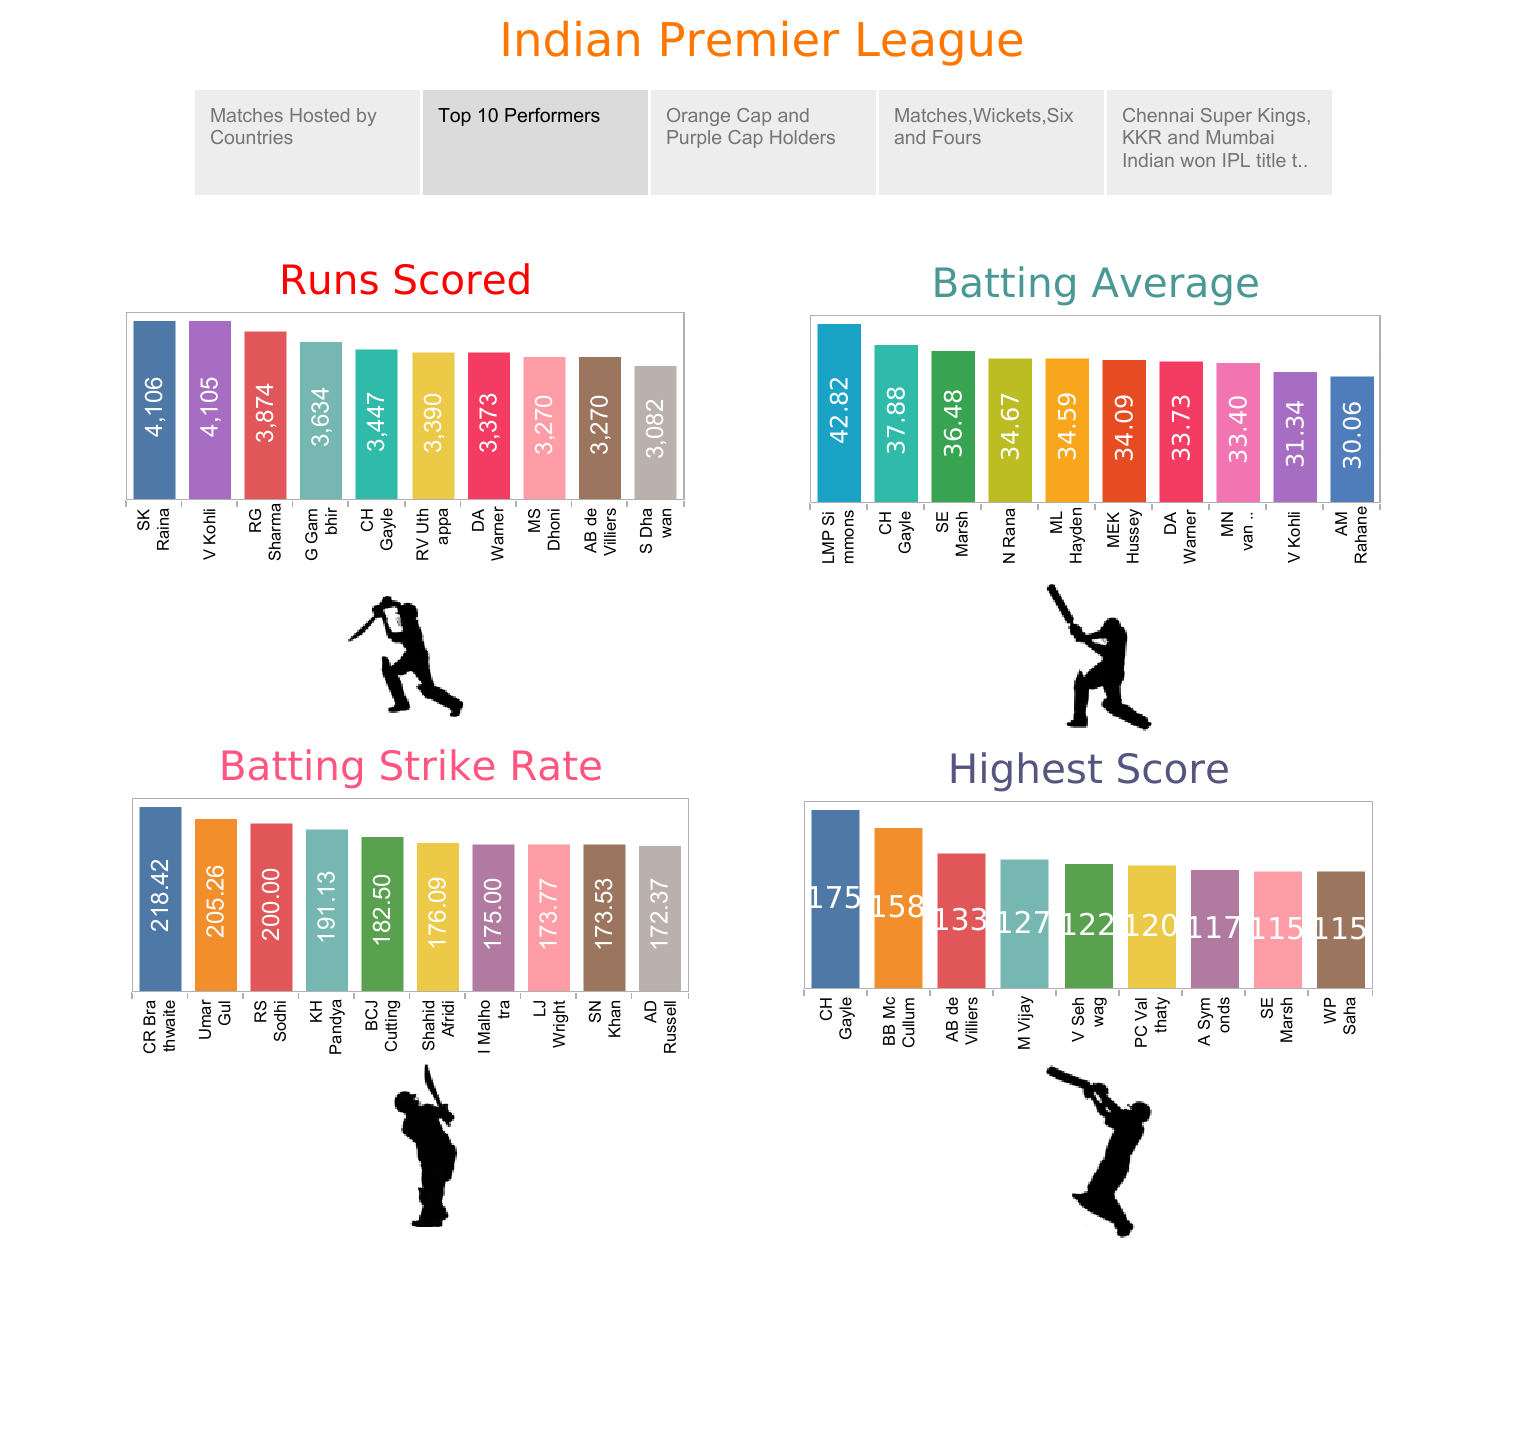 Indian Premier League
Matches Hosted by
Countries
Top 10 Performers
Orange Cap and
Purple Cap Holders
Matches,Wickets,Six
and Fours
Chennai Super Kings,
KKR and Mumbai
Indian won IPL title t..
Runs Scored
4,106
4,105
3,874
3,634
3,447
3,390
3,373
3,270
3,270
3,082
SK
Raina
V Kohli
RG
Sharma
G Gam
bhir
CH
Gayle
RV Uth
appa
DA
Warner
MS
Dhoni
AB de
Villiers
S Dha
wan
Batting Average
42.82
37.88
36.48
34.67
34.59
34.09
33.73
33.40
31.34
30.06
LMP Si
mmons
CH
Gayle
SE
Marsh
N Rana
ML
Hayden
MEK
Hussey
DA
Warner
MN
van ..
V Kohli
AM
Rahane
Batting Strike Rate
218.42
205.26
200.00
191.13
182.50
176.09
175.00
173.77
173.53
172.37
CR Bra
thwaite
Umar
Gul
RS
Sodhi
KH
Pandya
BCJ
Cutting
Shahid
Afridi
I Malho
tra
LJ
Wright
SN
Khan
AD
Russell
Highest Score
175
158
133
127
122
120
117
115
115
CH
Gayle
BB Mc
Cullum
AB de
Villiers
M Vijay
V Seh
wag
PC Val
thaty
A Sym
onds
SE
Marsh
WP
Saha